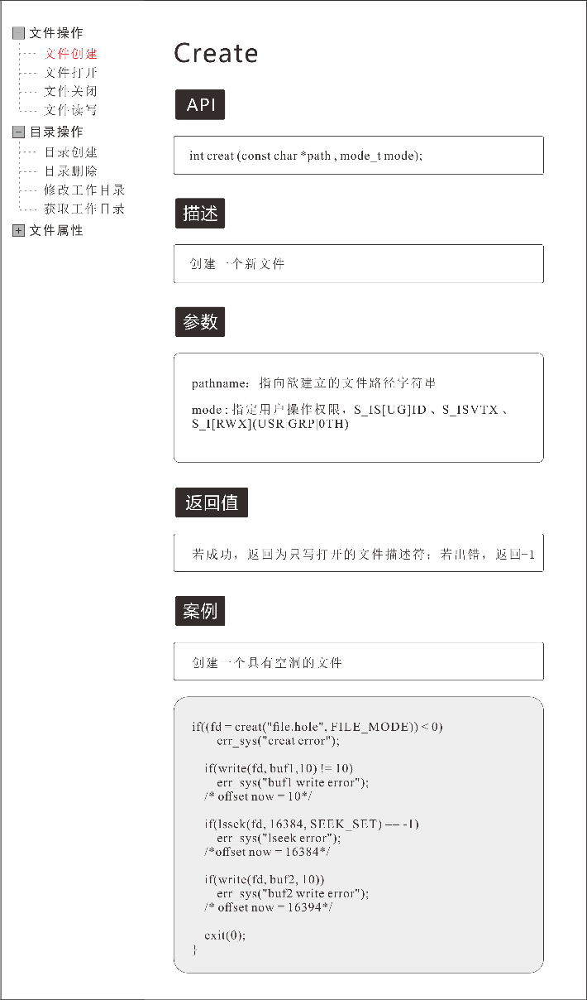 文件操作
文件创建
文件打开
文件关闭
文件读写
目录操作
目录创建
目录删除
修改工作目录
获取工作目录
文件属性
Create
API
int creat (const char *path , mode_t mode);
描述
创建一个新文件
参数
pathname：指向欲建立的文件路径字符串
mode : 指定用户操作权限，S_IS[UG]ID 、S_ISVTX 、
S_I[RWX](USR|GRP|0TH)
返回值
若成功，返回为只写打开的文件描述符；若出错，返回-1
案例
创建一个具有空洞的文件
if((fd = creat("file.hole", FILE_MODE)) < 0)
err_sys("creat error");
if(write(fd, buf1,10) != 10)
err_sys("buf1 write error");
/* offset now = 10*/
if(lssek(fd, 16384, SEEK_SET) == -1)
err_sys("lseek error");
/*offset now = 16384*/
if(write(fd, buf2, 10))
err_sys("buf2 write error");
/* offset now = 16394*/
exit(0);
}